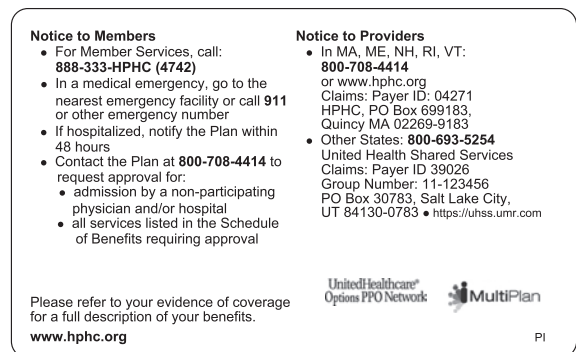 Notice to Members
• For Member Services, call:
888-333-HPHC (4742)
• In a medical emergency, go to the
nearest emergency facility or call 911
or other emergency number
• If hospitalized, notify the Plan within
48 hours
• Contact the Plan at 800-708-4414 to
request approval for:
• admission by a non-participating
physician and/or hospital
• all services listed in the Schedule
of Benefits requiring approval
Please refer to your evidence of coverage
for a full description of your benefits.
www.hphc.org
Notice to Providers
• In MA, ME, NH, RI, VT:
800-708-4414
or www.hphc.org
Claims: Payer ID: 04271
HPHC, PO Box 699183,
Quincy MA 02269-9183
• Other States: 800-693-5254
United Health Shared Services
Claims: Payer ID 39026
Group Number: 11-123456
PO Box 30783, Salt Lake City,
UT 84130-0783 • https://uhss.umr.com
UnitedHealthcare®
Options PPO Network
MultiPlan
PI